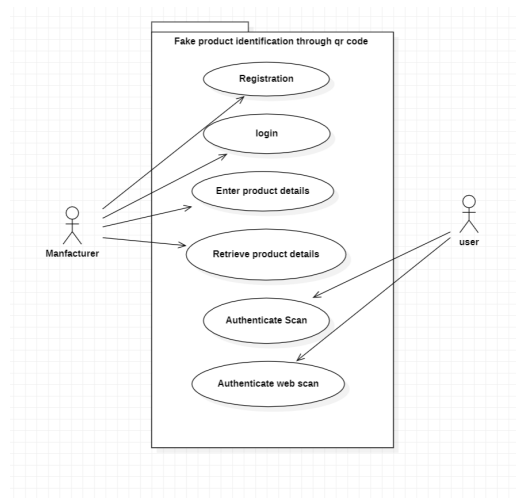 Fake product identification through qr code
Registration
login
Enter product details
Manfacturer
user
Retrieve product details
Authenticate Scan
Authenticate web scan